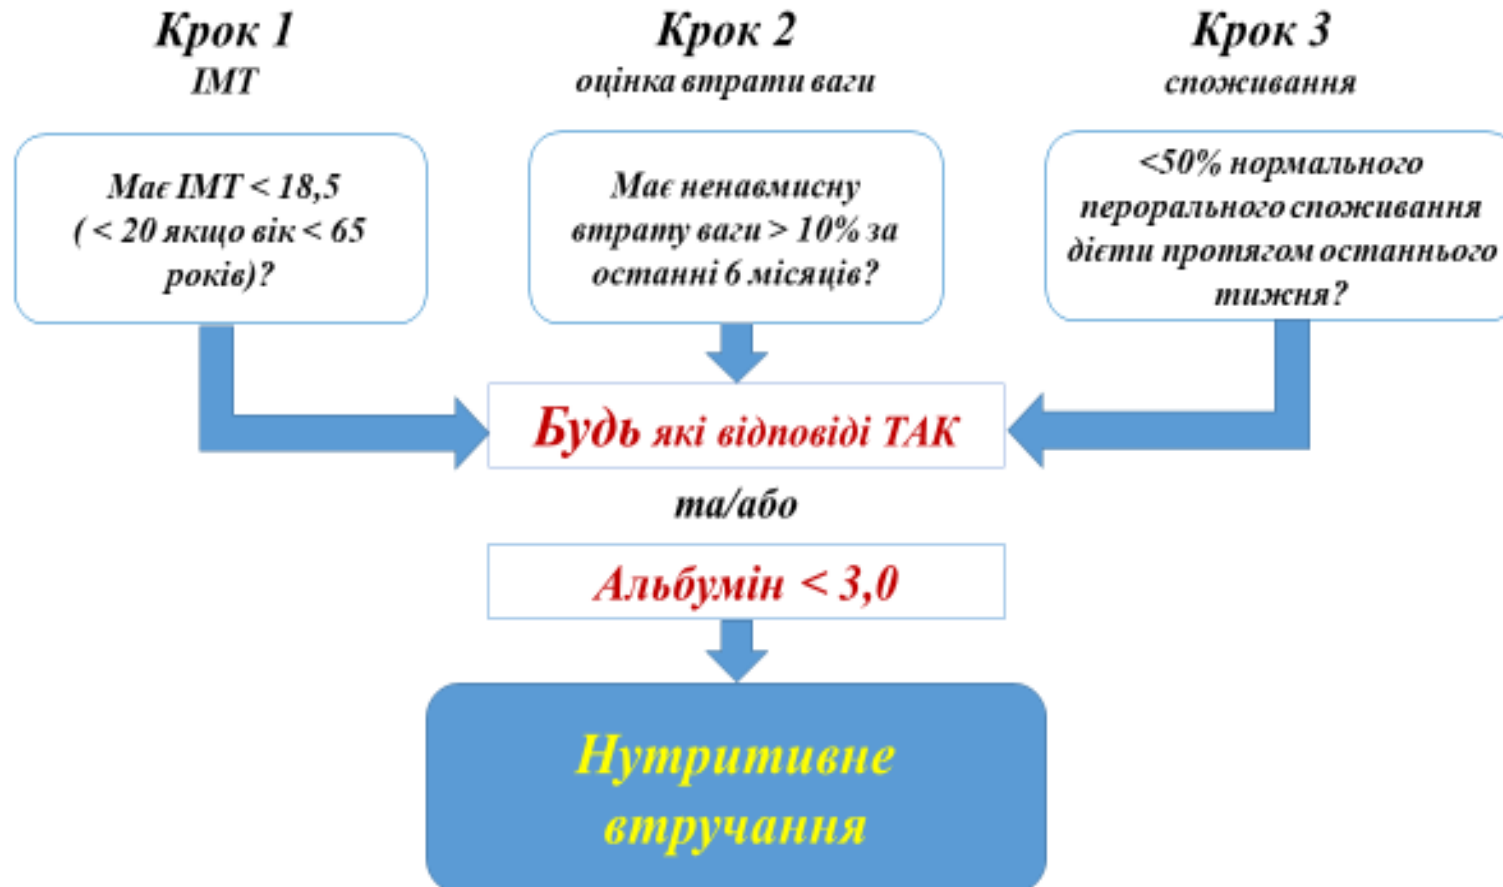 Крок 1
ІМТ
Має ІМТ < 18,5
( < 20 якщо вік < 65
років)?
Крок 2
оцінка втрати ваги
Має ненавмисну
втрату ваги > 10% за
останні 6 місяців?
Крок 3
споживання
<50% нормального
перорального споживання
дієти протягом останнього
тижня?
Будь які відповіді ТАК
та/або
Альбумін < 3,0
Нутритивне
втручання